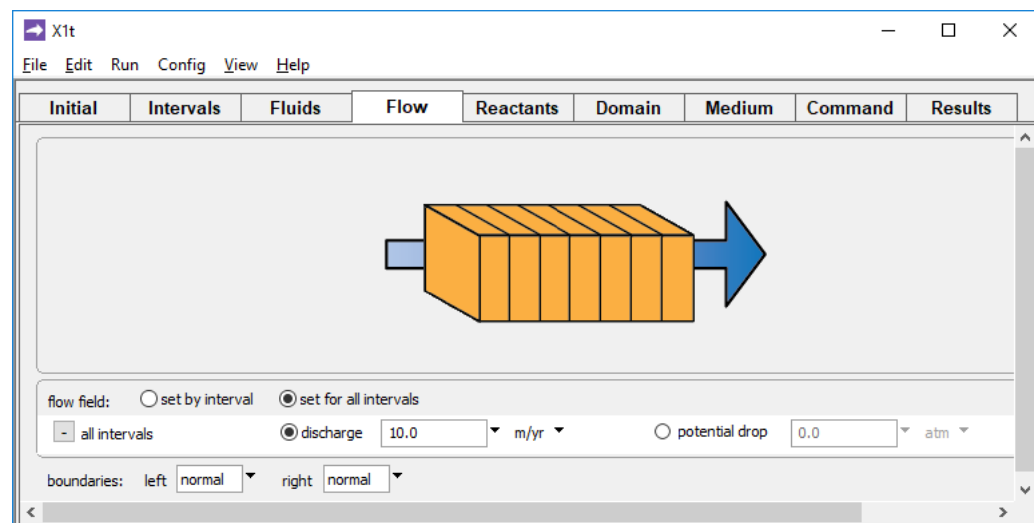 X1t
File Edit Run Config View Help
Initial Intervals Fluids Flow Reactants Domain Medium Command Results
flow field: set by interval set for all intervals
- all intervals discharge 10.0 m/yr potential drop 0.0 atm
boundaries: left normal right normal